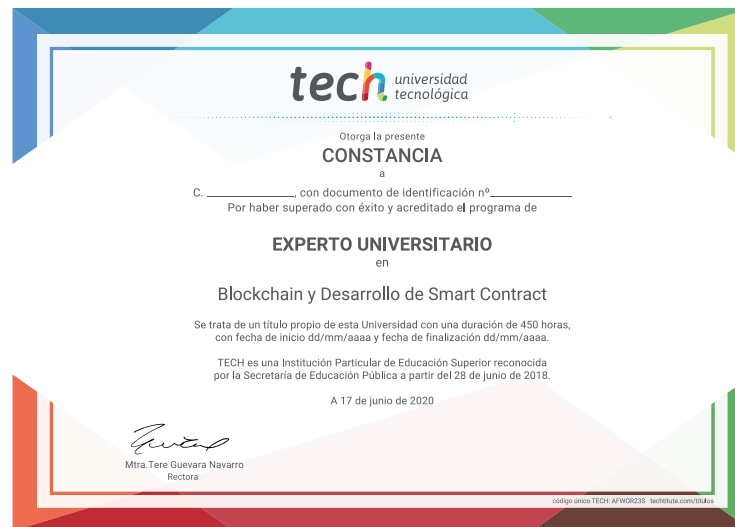 tech universidad
tecnológica
Otorga la presente
CONSTANCIA
a
C. ________________, con documento de identificación nº________________
Por haber superado con éxito y acreditado el programa de
EXPERTO UNIVERSITARIO
en
Blockchain y Desarrollo de Smart Contract
Se trata de un título propio de esta Universidad con una duración de 450 horas,
con fecha de inicio dd/mm/aaaa y fecha de finalización dd/mm/aaaa.
TECH es una Institución Particular de Educación Superior reconocida
por la Secretaría de Educación Pública a partir del 28 de junio de 2018.
A 17 de junio de 2020
Mtra.Tere Guevara Navarro
Rectora
código único TECH: AFWOR23S techtitute.com/titulos